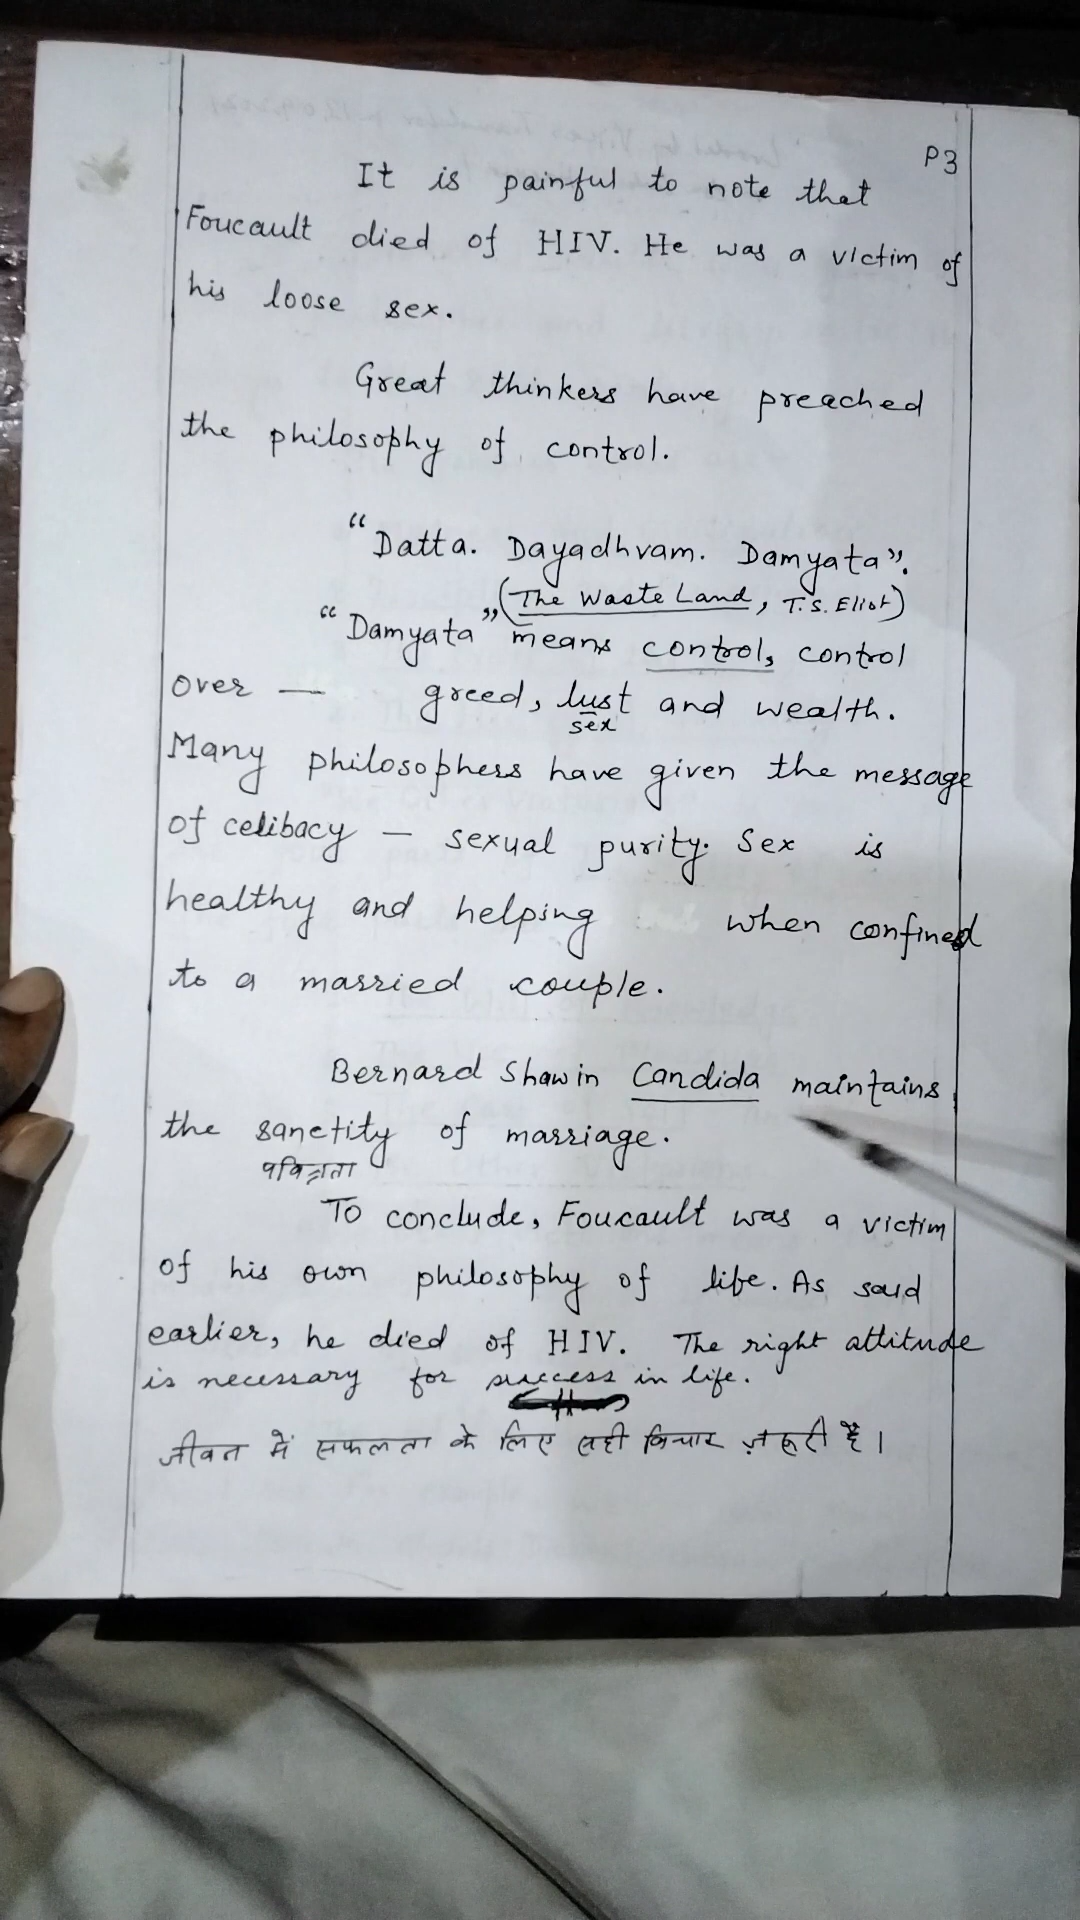 P3
It is painful to note that
Foucault died of HIV. He was a victim of
his loose sex.
Great thinkers have preached
the philosophy of control.
"Datta. Dayadhvam. Damyata".
(The Waste Land, T.S. Eliot)
"Damyata" means control, control
over — greed, lust and wealth.
sex
Many philosophers have given the message
of celibacy — sexual purity. Sex is
healthy and helping when confined
to a married couple.
Bernard Shaw in Candida maintains
the sanctity of marriage.
पवित्रता
To conclude, Foucault was a victim
of his own philosophy of life. As said
earlier, he died of HIV. The right attitude
is necessary for success in life.
जीवन में सफलता के लिए सही विचार ज़रूरी है।